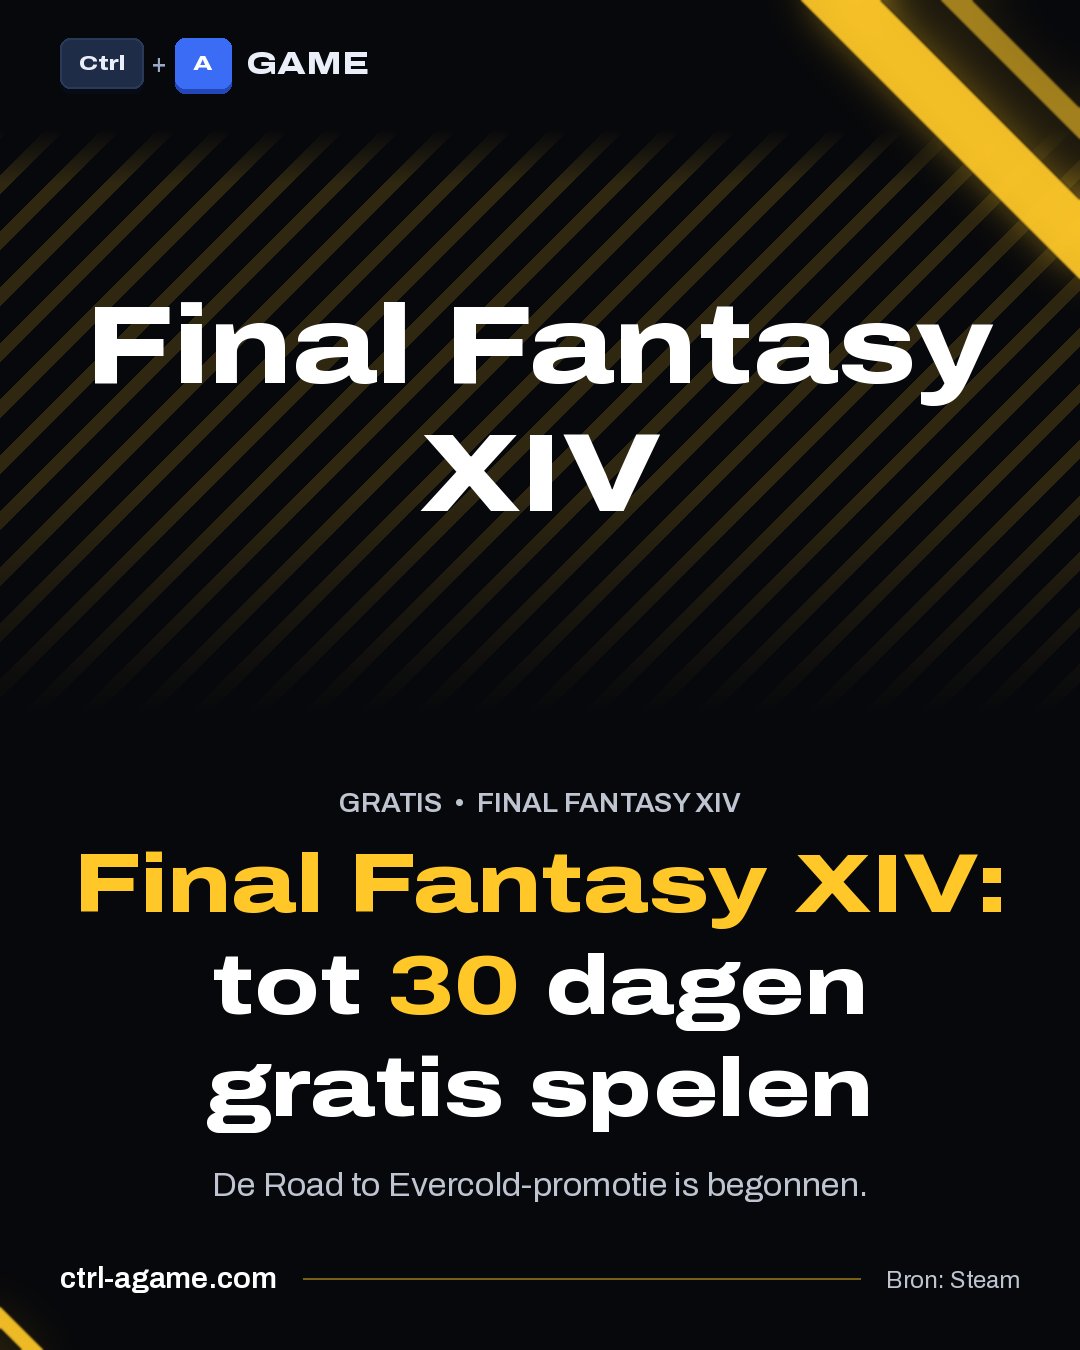 Ctrl + A GAME
Final Fantasy
XIV
GRATIS • FINAL FANTASY XIV
Final Fantasy XIV:
tot 30 dagen
gratis spelen
De Road to Evercold-promotie is begonnen.
ctrl-agame.com
Bron: Steam